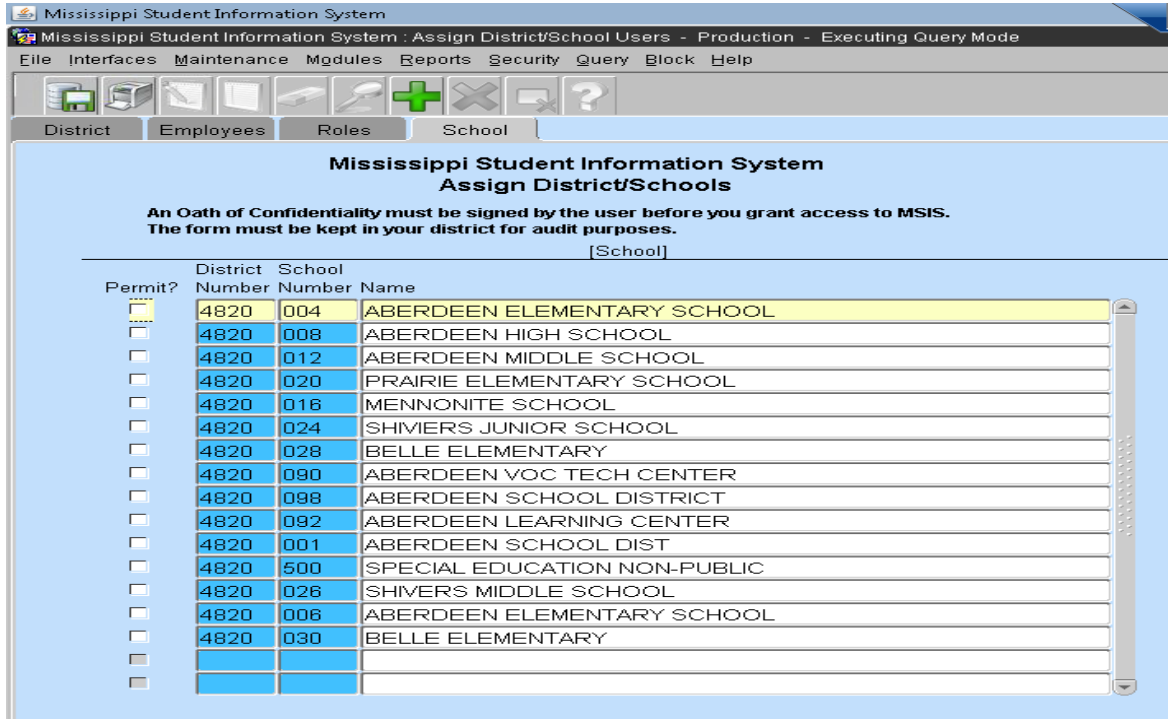 Mississippi Student Information System
Mississippi Student Information System : Assign District/School Users - Production - Executing Query Mode
File Interfaces Maintenance Modules Reports Security Query Block Help
District Employees Roles School
Mississippi Student Information System
Assign District/Schools
An Oath of Confidentiality must be signed by the user before you grant access to MSIS.
The form must be kept in your district for audit purposes.
[School]
District School
Permit? Number Number Name
4820 004 ABERDEEN ELEMENTARY SCHOOL
4820 008 ABERDEEN HIGH SCHOOL
4820 012 ABERDEEN MIDDLE SCHOOL
4820 020 PRAIRIE ELEMENTARY SCHOOL
4820 016 MENNONITE SCHOOL
4820 024 SHIVIERS JUNIOR SCHOOL
4820 028 BELLE ELEMENTARY
4820 090 ABERDEEN VOC TECH CENTER
4820 098 ABERDEEN SCHOOL DISTRICT
4820 092 ABERDEEN LEARNING CENTER
4820 001 ABERDEEN SCHOOL DIST
4820 500 SPECIAL EDUCATION NON-PUBLIC
4820 026 SHIVERS MIDDLE SCHOOL
4820 006 ABERDEEN ELEMENTARY SCHOOL
4820 030 BELLE ELEMENTARY